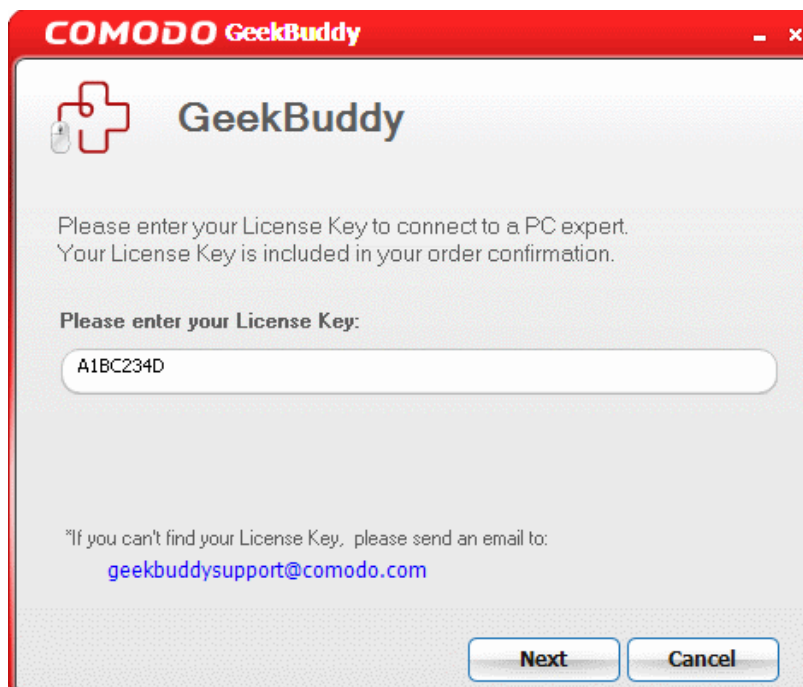 COMODO GeekBuddy
GeekBuddy
Please enter your License Key to connect to a PC expert.
Your License Key is included in your order confirmation.
Please enter your License Key:
A1BC234D
*If you can't find your License Key, please send an email to:
geekbuddysupport@comodo.com
Next Cancel